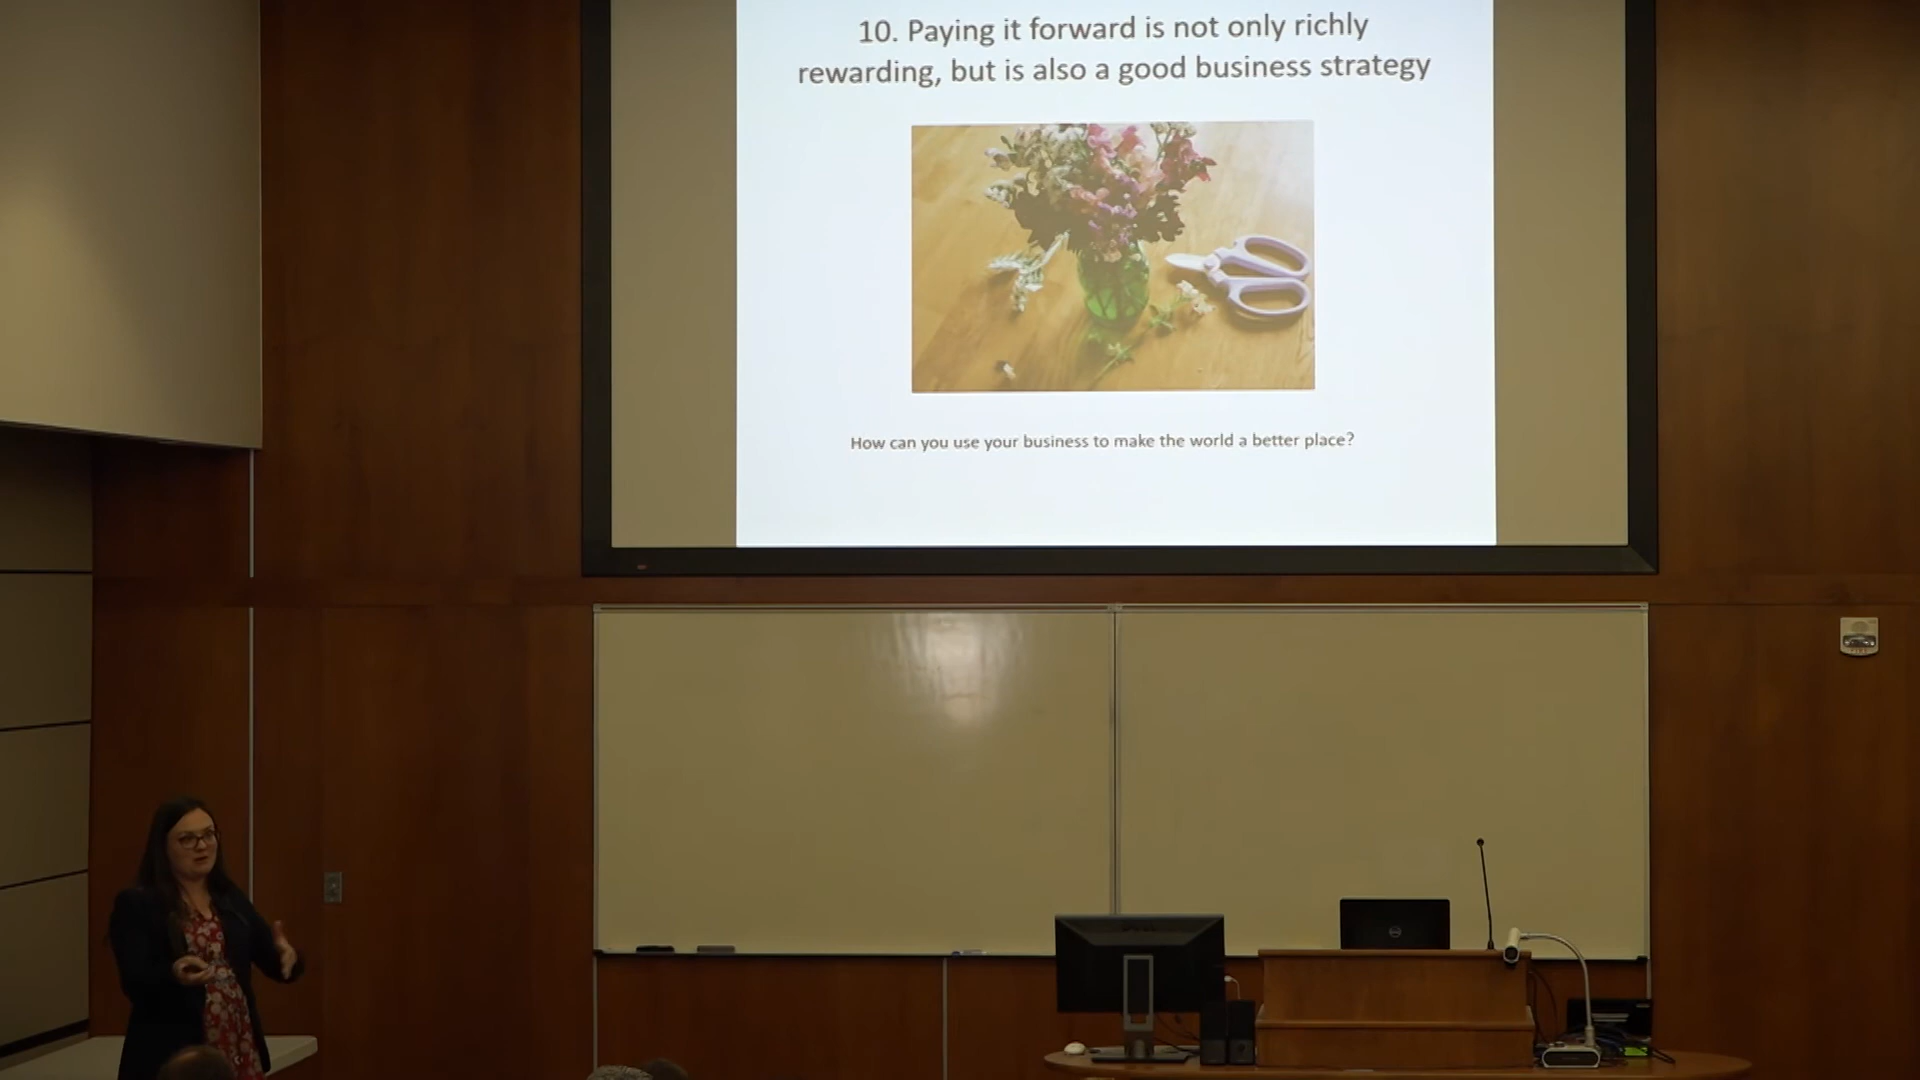 10. Paying it forward is not only richly
rewarding, but is also a good business strategy
How can you use your business to make the world a better place?
FIRE